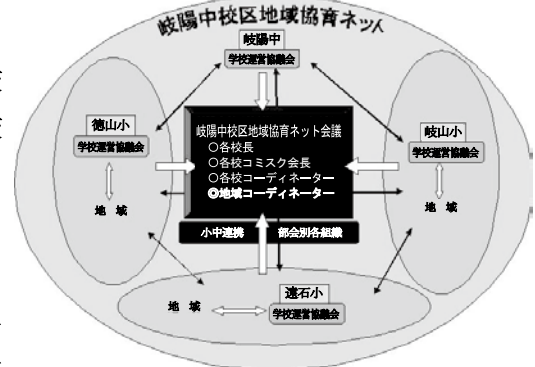 岐陽中校区地域協育ネット
岐陽中
学校運営協議会
徳山小
学校運営協議会
地　域
岐陽中校区地域協育ネット会議
○各校長
○各校コミスク会長
○各校コーディネーター
◎地域コーディネーター
小中連携　部会別各組織
岐山小
学校運営協議会
地　域
遠石小
地　域
学校運営協議会